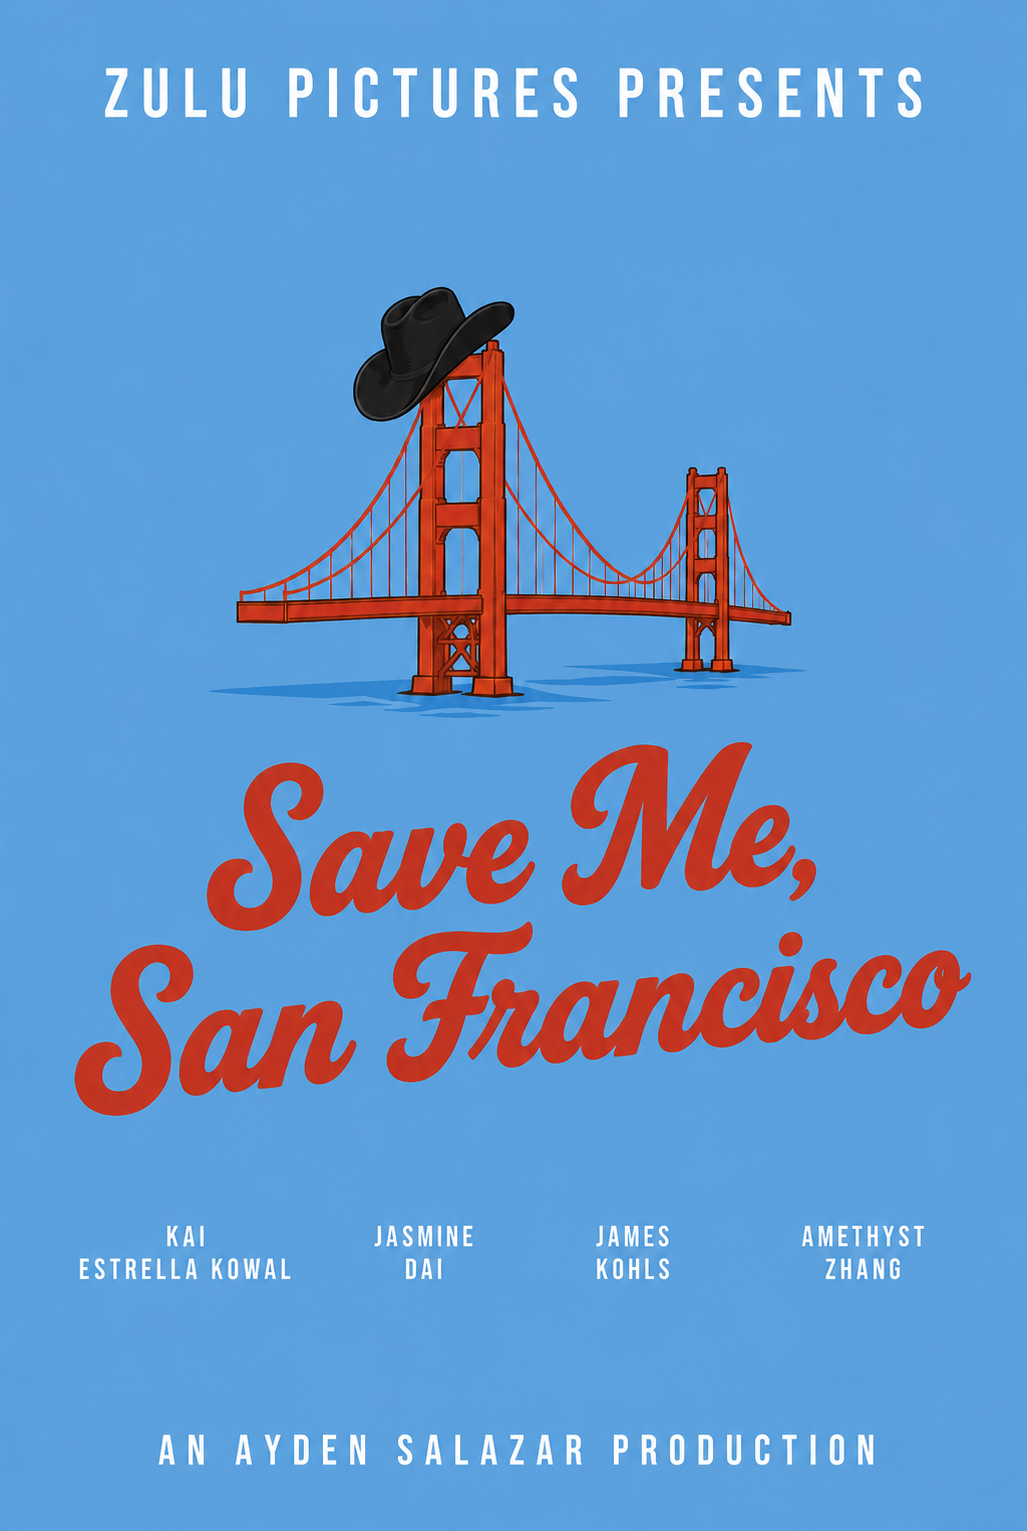 ZULU PICTURES PRESENTS
Save Me,
San Francisco
KAI
ESTRELLA KOWAL
JASMINE
DAI
JAMES
KOHLS
AMETHYST
ZHANG
AN AYDEN SALAZAR PRODUCTION